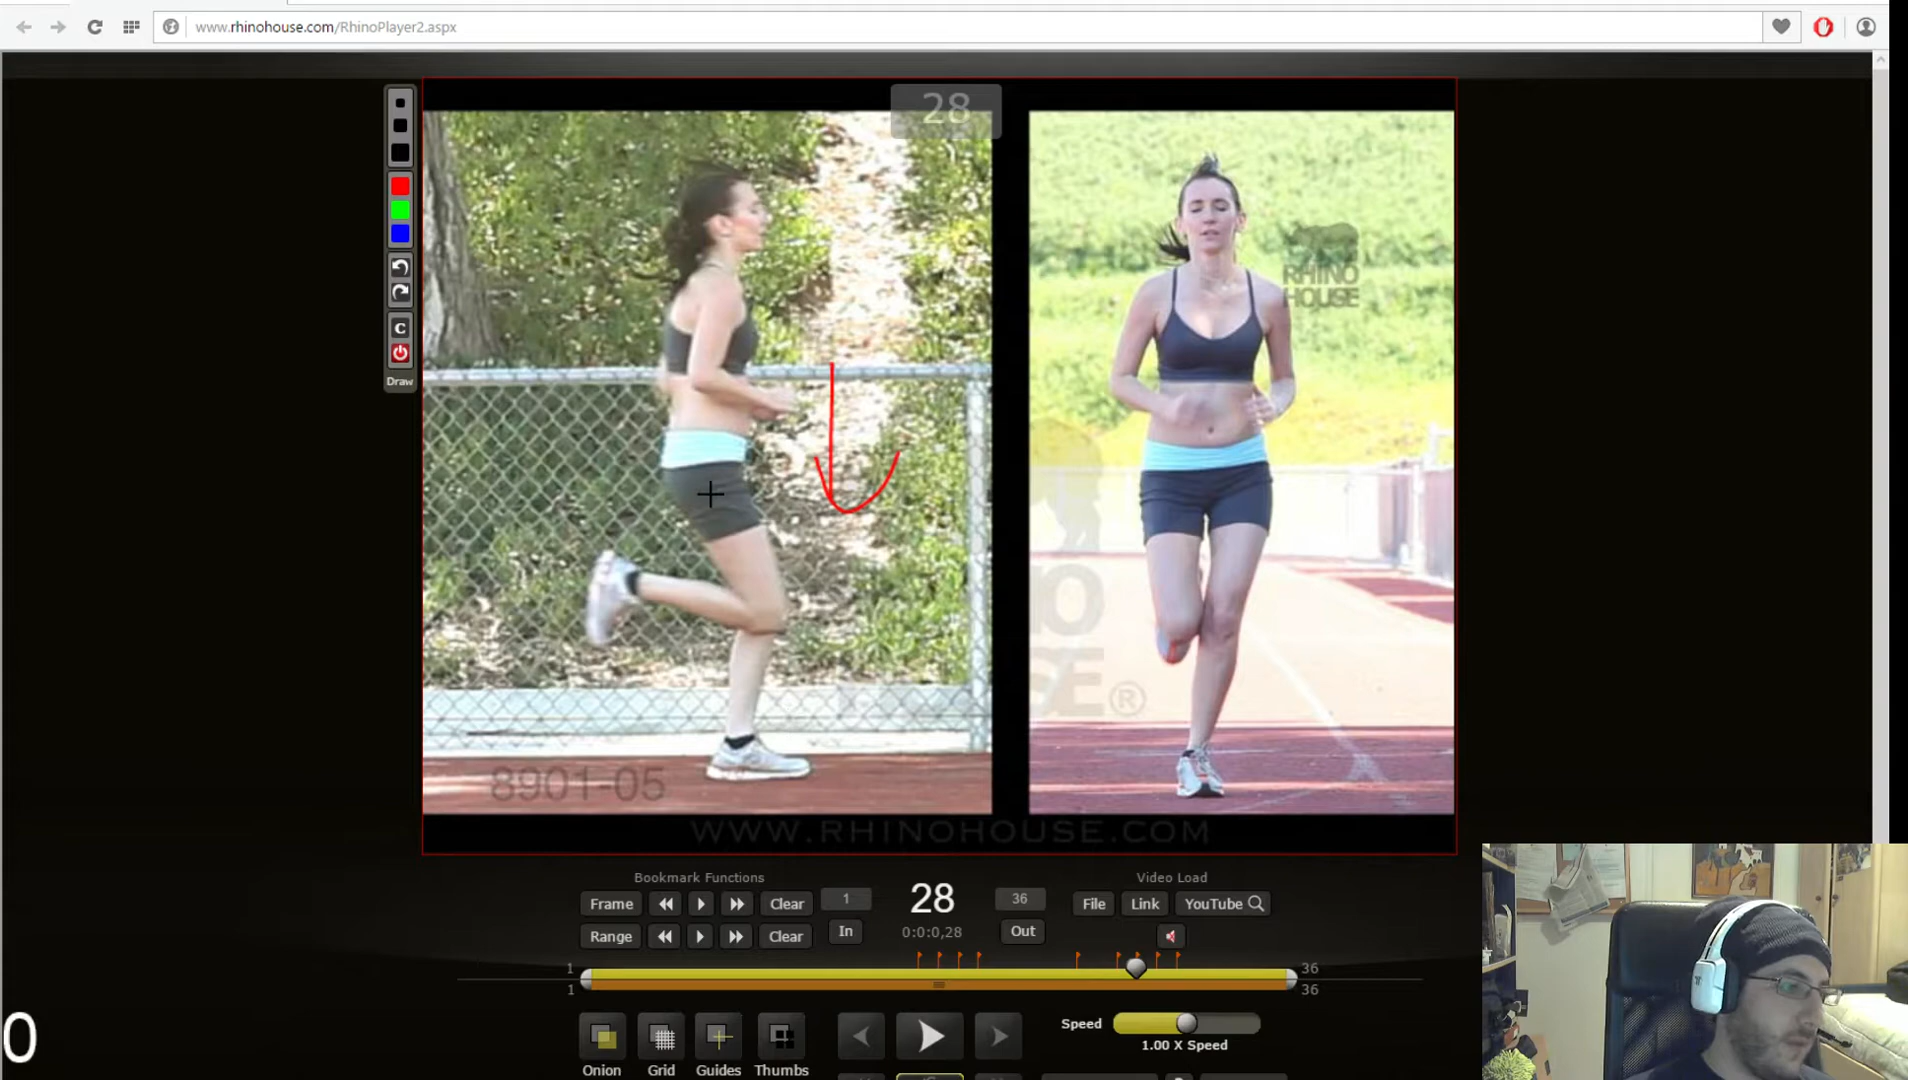 www.rhinohouse.com/RhinoPlayer2.aspx
28
RHINO
HOUSE
C
Draw
8901-05
®
WWW.RHINOHOUSE.COM
Bookmark Functions
Video Load
Frame
Clear
1
28
36
File
Link
YouTube
Range
Clear
In
0:0:0,28
Out
1
36
1
36
Speed
1.00 X Speed
Onion
Grid
Guides
Thumbs
0